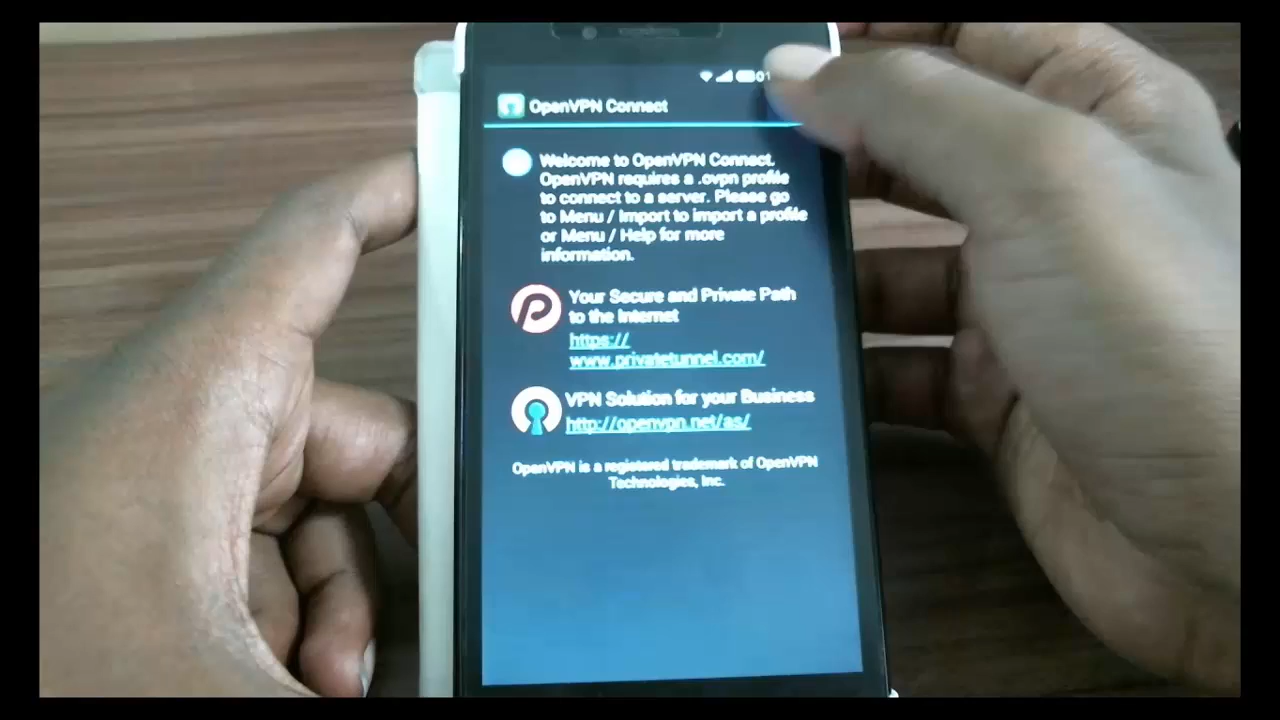 OpenVPN Connect
Welcome to OpenVPN Connect.
OpenVPN requires a .ovpn profile
to connect to a server. Please go
to Menu / Import to import a profile
or Menu / Help for more
information.
Your Secure and Private Path
to the Internet
https://
www.privatetunnel.com/
VPN Solution for your Business
http://openvpn.net/as/
OpenVPN is a registered trademark of OpenVPN
Technologies, Inc.